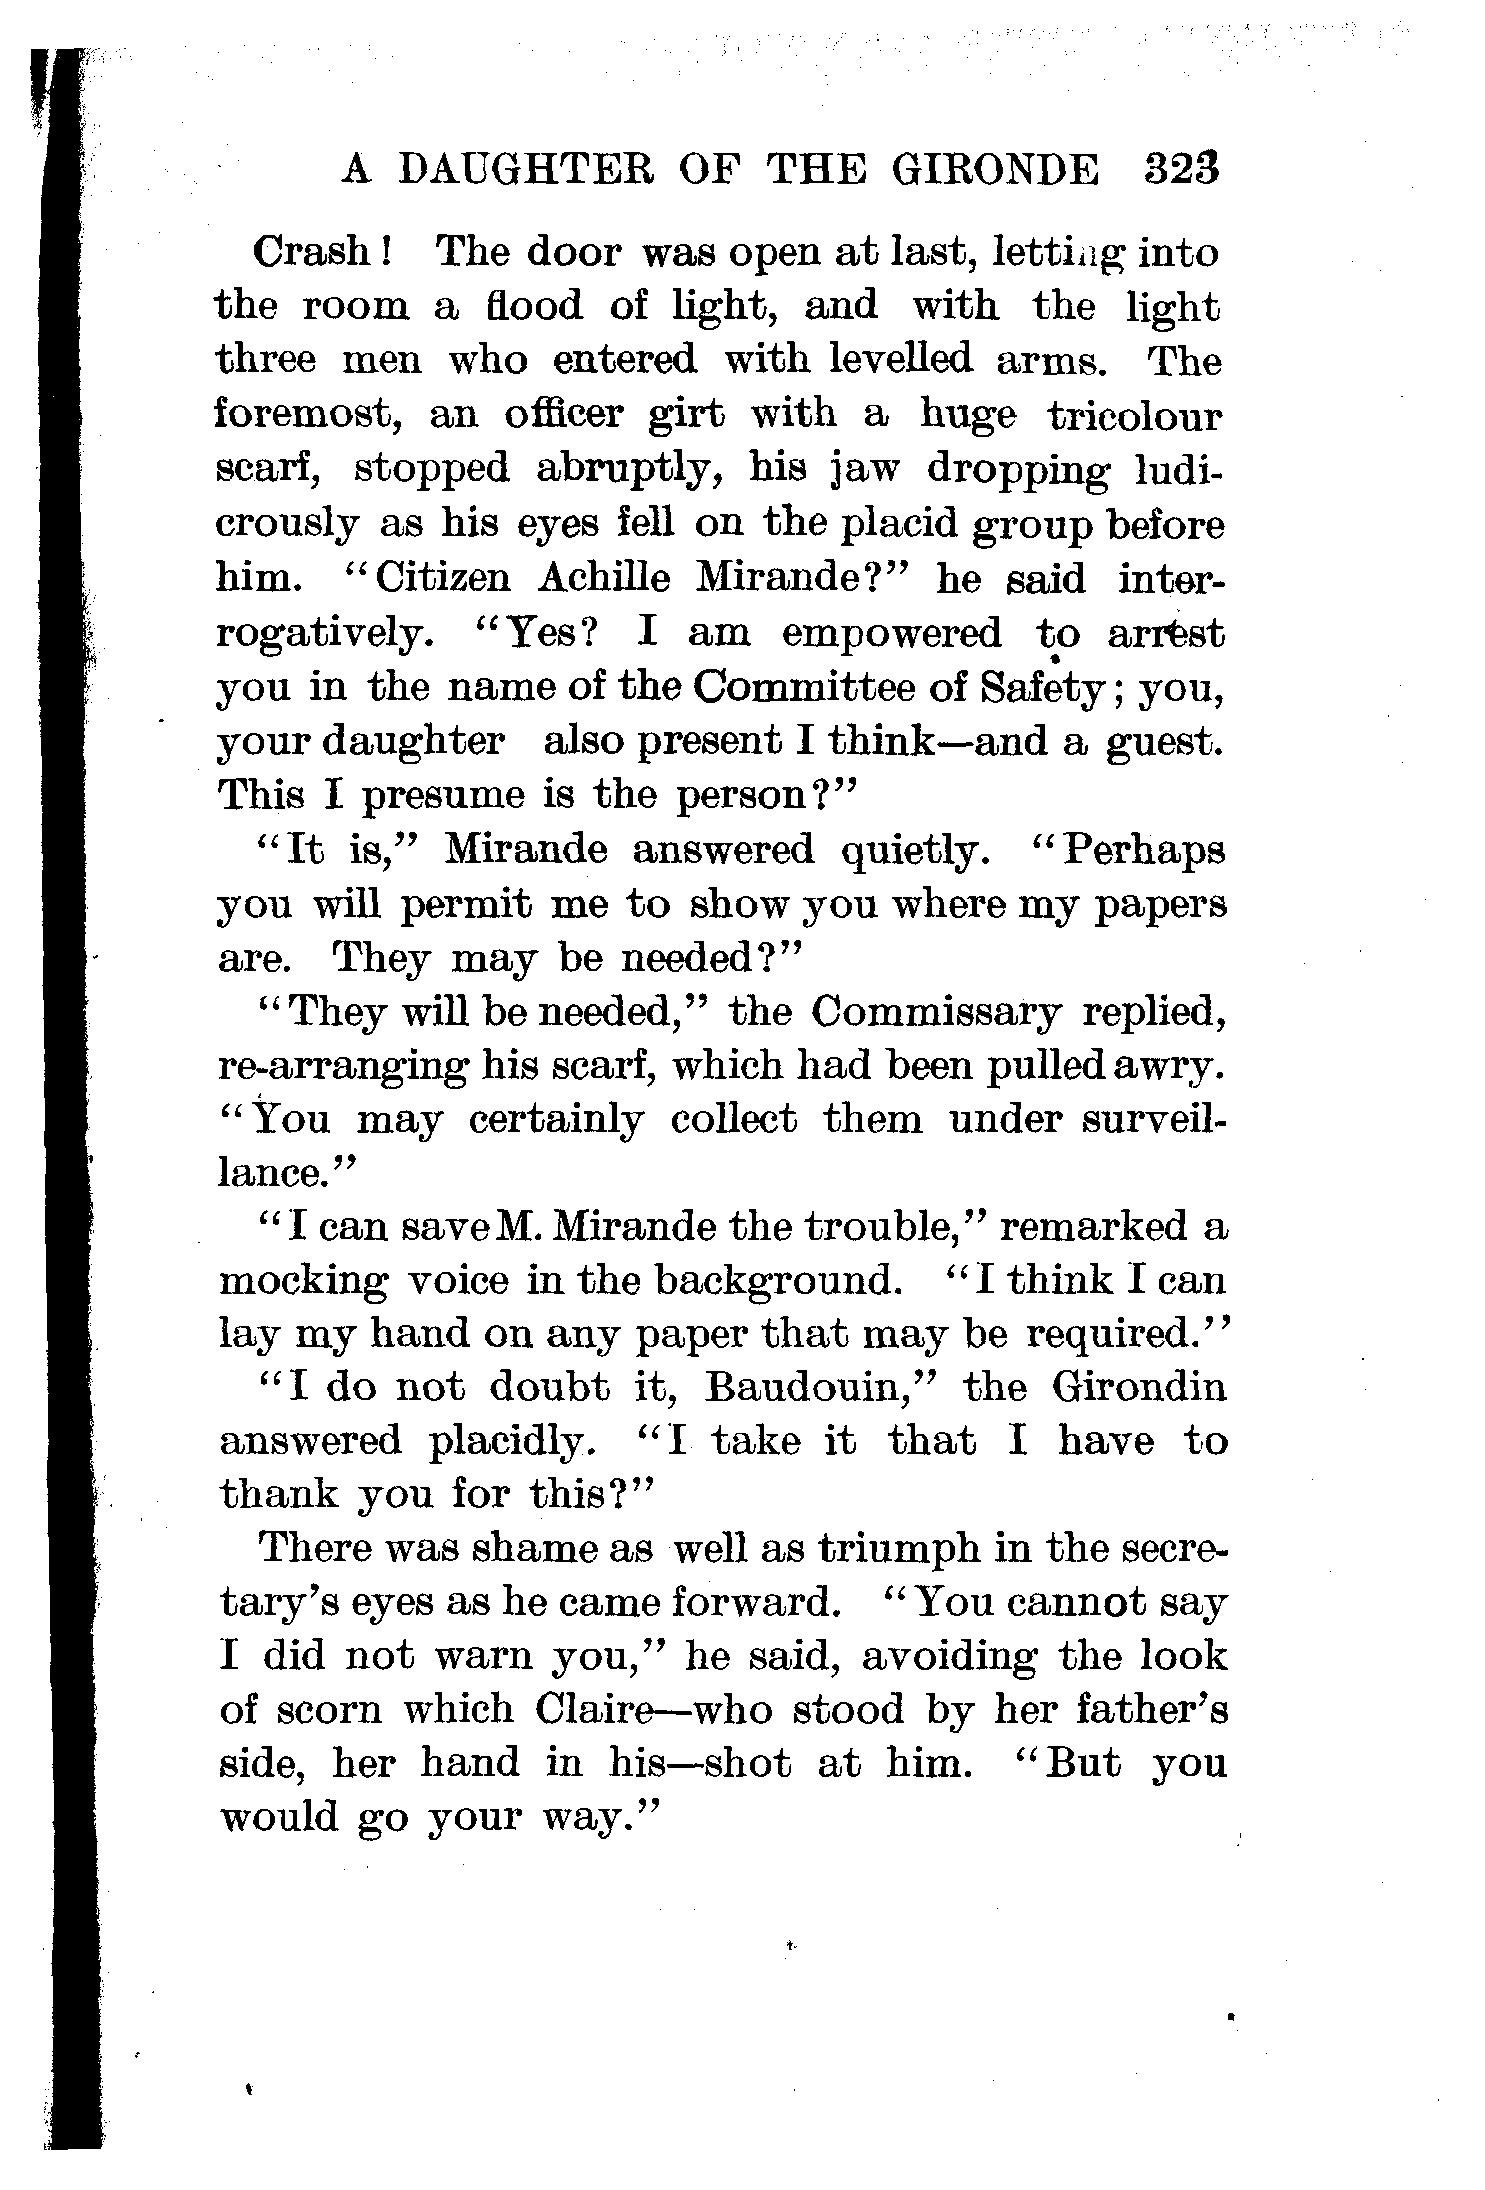 A DAUGHTER OF THE GIRONDE 323
Crash! The door was open at last, letting into
the room a flood of light, and with the light
three men who entered with levelled arms. The
foremost, an officer girt with a huge tricolour
scarf, stopped abruptly, his jaw dropping ludi-
crously as his eyes fell on the placid group before
him. “Citizen Achille Mirande?” he said inter-
rogatively. “Yes? I am empowered to arrest
you in the name of the Committee of Safety; you,
your daughter also present I think—and a guest.
This I presume is the person?”
“It is,” Mirande answered quietly. “Perhaps
you will permit me to show you where my papers
are. They may be needed?”
“They will be needed,” the Commissary replied,
re-arranging his scarf, which had been pulled awry.
“You may certainly collect them under surveil-
lance.”
“I can save M. Mirande the trouble,” remarked a
mocking voice in the background. “I think I can
lay my hand on any paper that may be required.”
“I do not doubt it, Baudouin,” the Girondin
answered placidly. “I take it that I have to
thank you for this?”
There was shame as well as triumph in the secre-
tary’s eyes as he came forward. “You cannot say
I did not warn you,” he said, avoiding the look
of scorn which Claire—who stood by her father’s
side, her hand in his—shot at him. “But you
would go your way.”